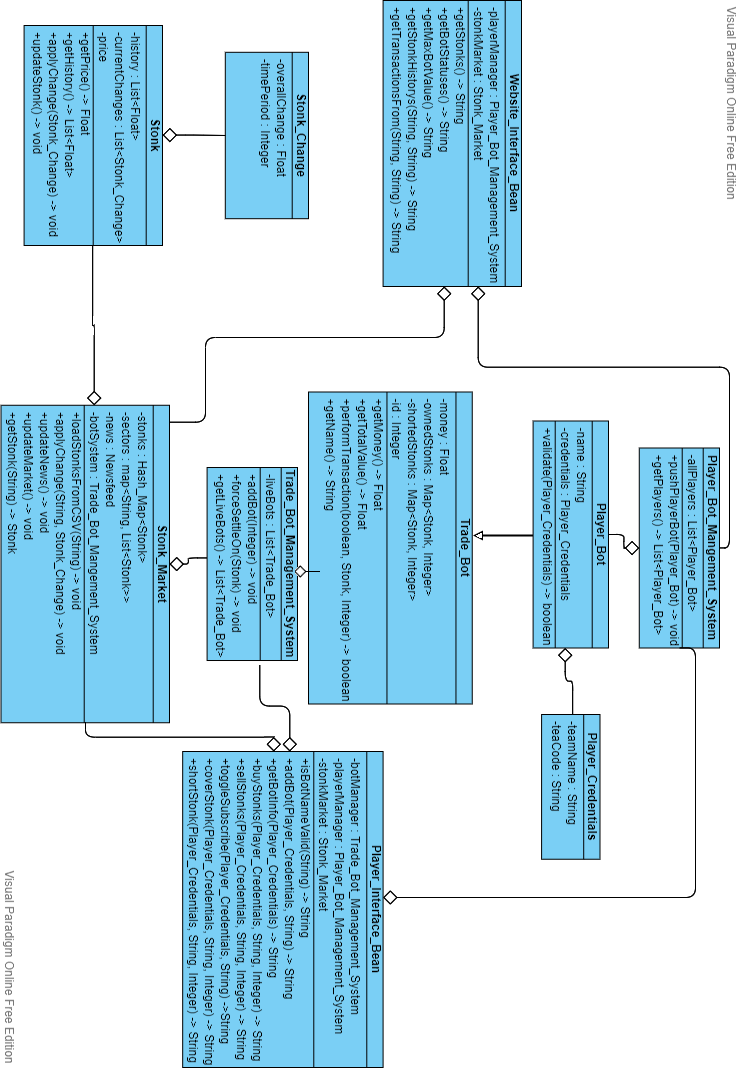 Visual Paradigm Online Free Edition
Website_Interface_Bean
-playerManager : Player_Bot_Management_System
-stonkMarket : Stonk_Market
+getStonks() -> String
+getBotStatuses() -> String
+getMaxBotValue() -> String
+getStonkHistorys(String, String) -> String
+getTransactionsFrom(String, String) -> String
Stonk_Change
-overallChange : Float
-timePeriod : Integer
Stonk
-history : List<Float>
-currentChanges : List<Stonk_Change>
-price
+getPrice() -> Float
+getHistory() -> List<Float>
+applyChange(Stonk_Change) -> void
+updateStonk() -> void
Player_Bot_Mangement_System
-allPlayers : List<Player_Bot>
+pushPlayerBot(Player_Bot) -> void
+getPlayers() -> List<Player_Bot>
Player_Bot
-name : String
-credentials : Player_Credentials
+validate(Player_Credentials) -> boolean
Trade_Bot
-money : Float
-ownedStonks : Map<Stonk, Integer>
-shortedStonks : Map<Stonk, Integer>
-id : Integer
+getMoney() -> Float
+getTotalValue() -> Float
+performTransaction(boolean, Stonk, Integer) -> boolean
+getName() -> String
Trade_Bot_Management_System
-liveBots : List<Trade_Bot>
+addBot(Integer) -> void
+forceSettleOn(Stonk) -> void
+getLiveBots() -> List<Trade_Bot>
Stonk_Market
-stonks : Hash_Map<Stonk>
-sectors : map<String, List<Stonk>>
-news : Newsfeed
-botSystem : Trade_Bot_Mangement_System
+loadStonksFromCSV(String) -> void
+applyChange(String, Stonk_Change) -> void
+updateNews() -> void
+updateMarket() -> void
+getStonk(String) -> Stonk
Player_Credentials
-teamName : String
-teaCode : String
Player_Interface_Bean
-botManager : Trade_Bot_Management_System
-playerManager : Player_Bot_Management_System
-stonkMarket : Stonk_Market
+isBotNameValid(String) -> String
+addBot(Player_Credentials, String) -> String
+getBotInfo(Player_Credentials) -> String
+buyStonks(Player_Credentials, String, Integer) -> String
+sellStonks(Player_Credentials, String, Integer) -> String
+toggleSubscribe(Player_Credentials, String) ->String
+coverStonk(Player_Credentials, String, Integer) -> String
+shortStonk(Player_Credentials, String, Integer) -> String
Visual Paradigm Online Free Edition